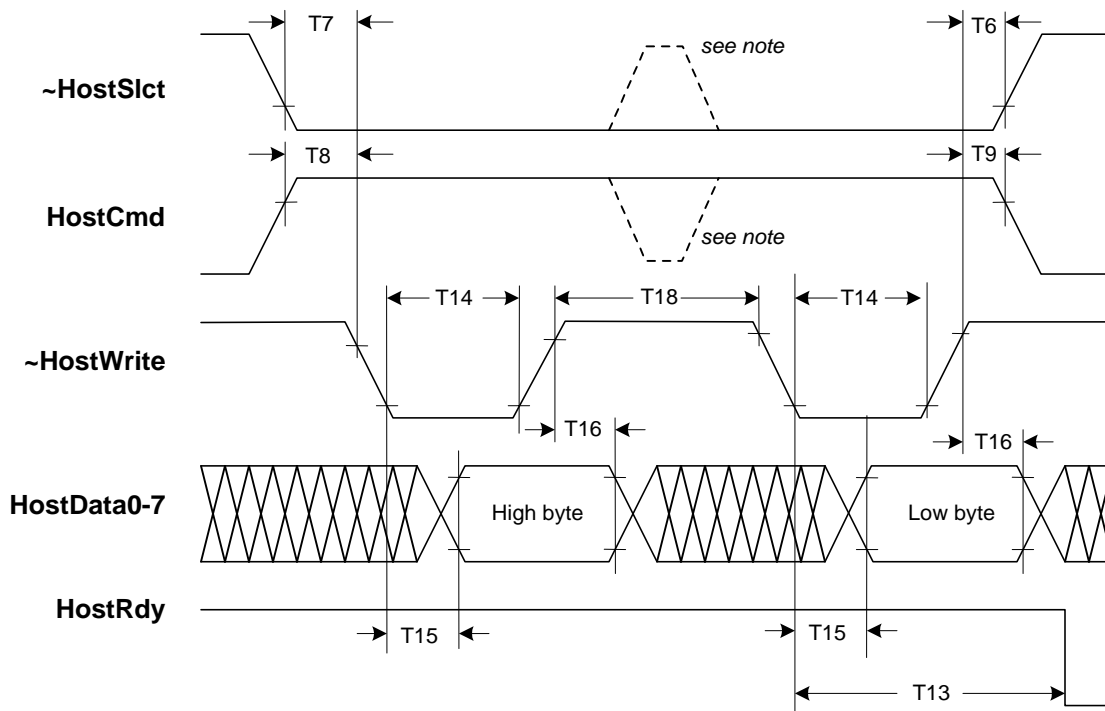 T7
T6
see note
~HostSlct
T8
T9
HostCmd
see note
T14
T18
T14
~HostWrite
T16
T16
HostData0-7
High byte
Low byte
HostRdy
T15
T15
T13